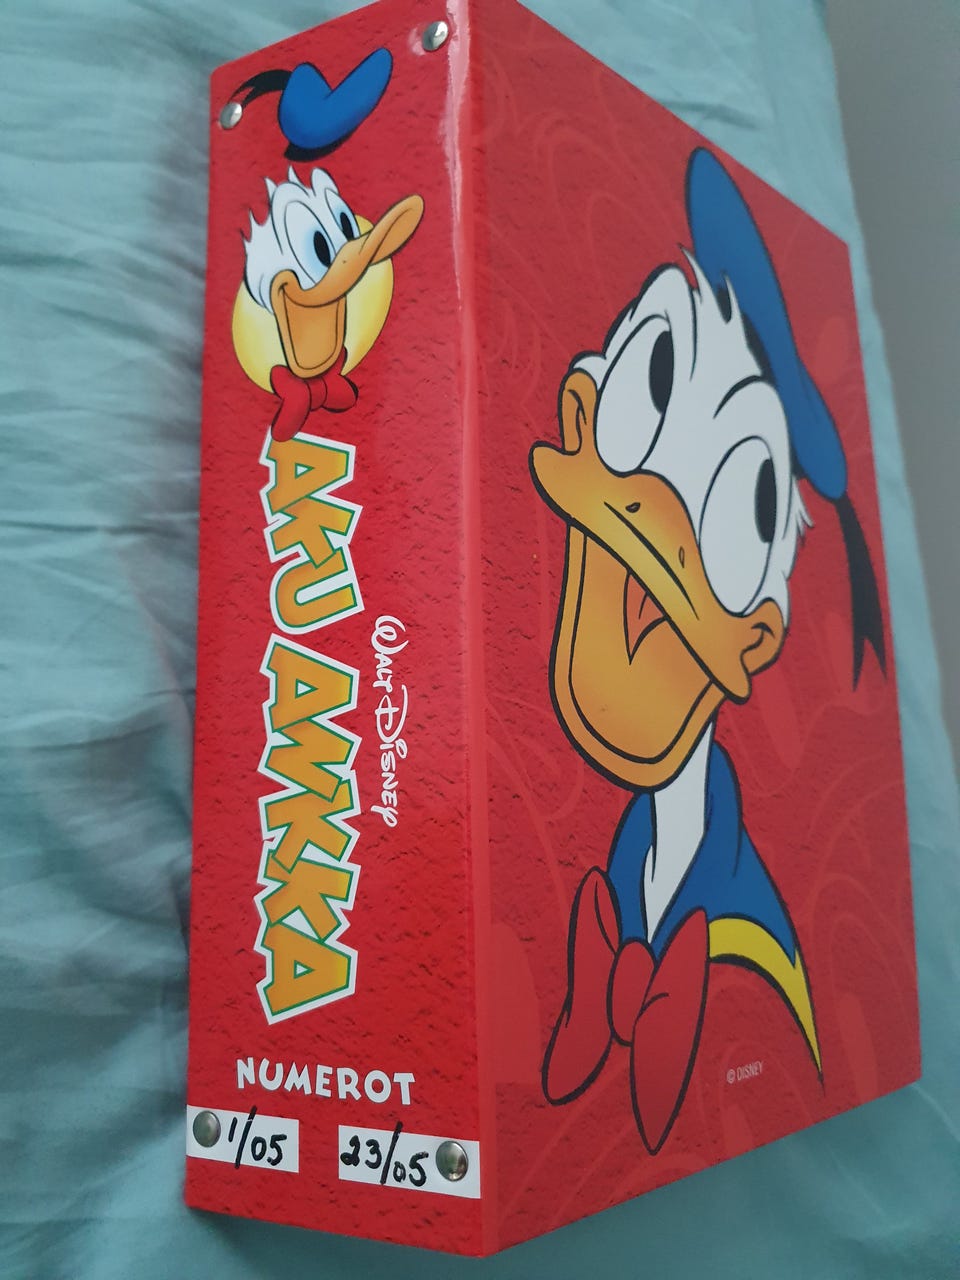 WALT DISNEY
AKU ANKKA
NUMEROT
1/05
23/05
© DISNEY